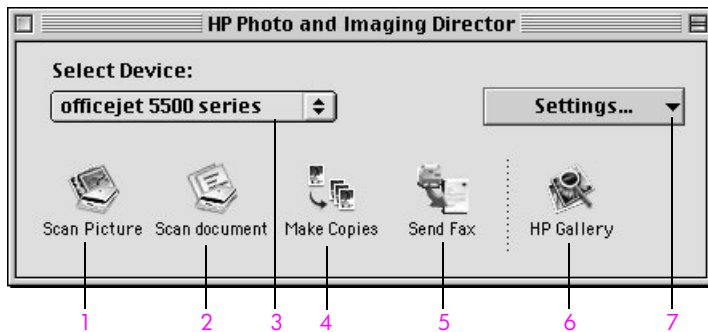 HP Photo and Imaging Director
Select Device:
officejet 5500 series
Settings...
Scan Picture
Scan document
Make Copies
Send Fax
HP Gallery
1 2 3 4 5 6 7